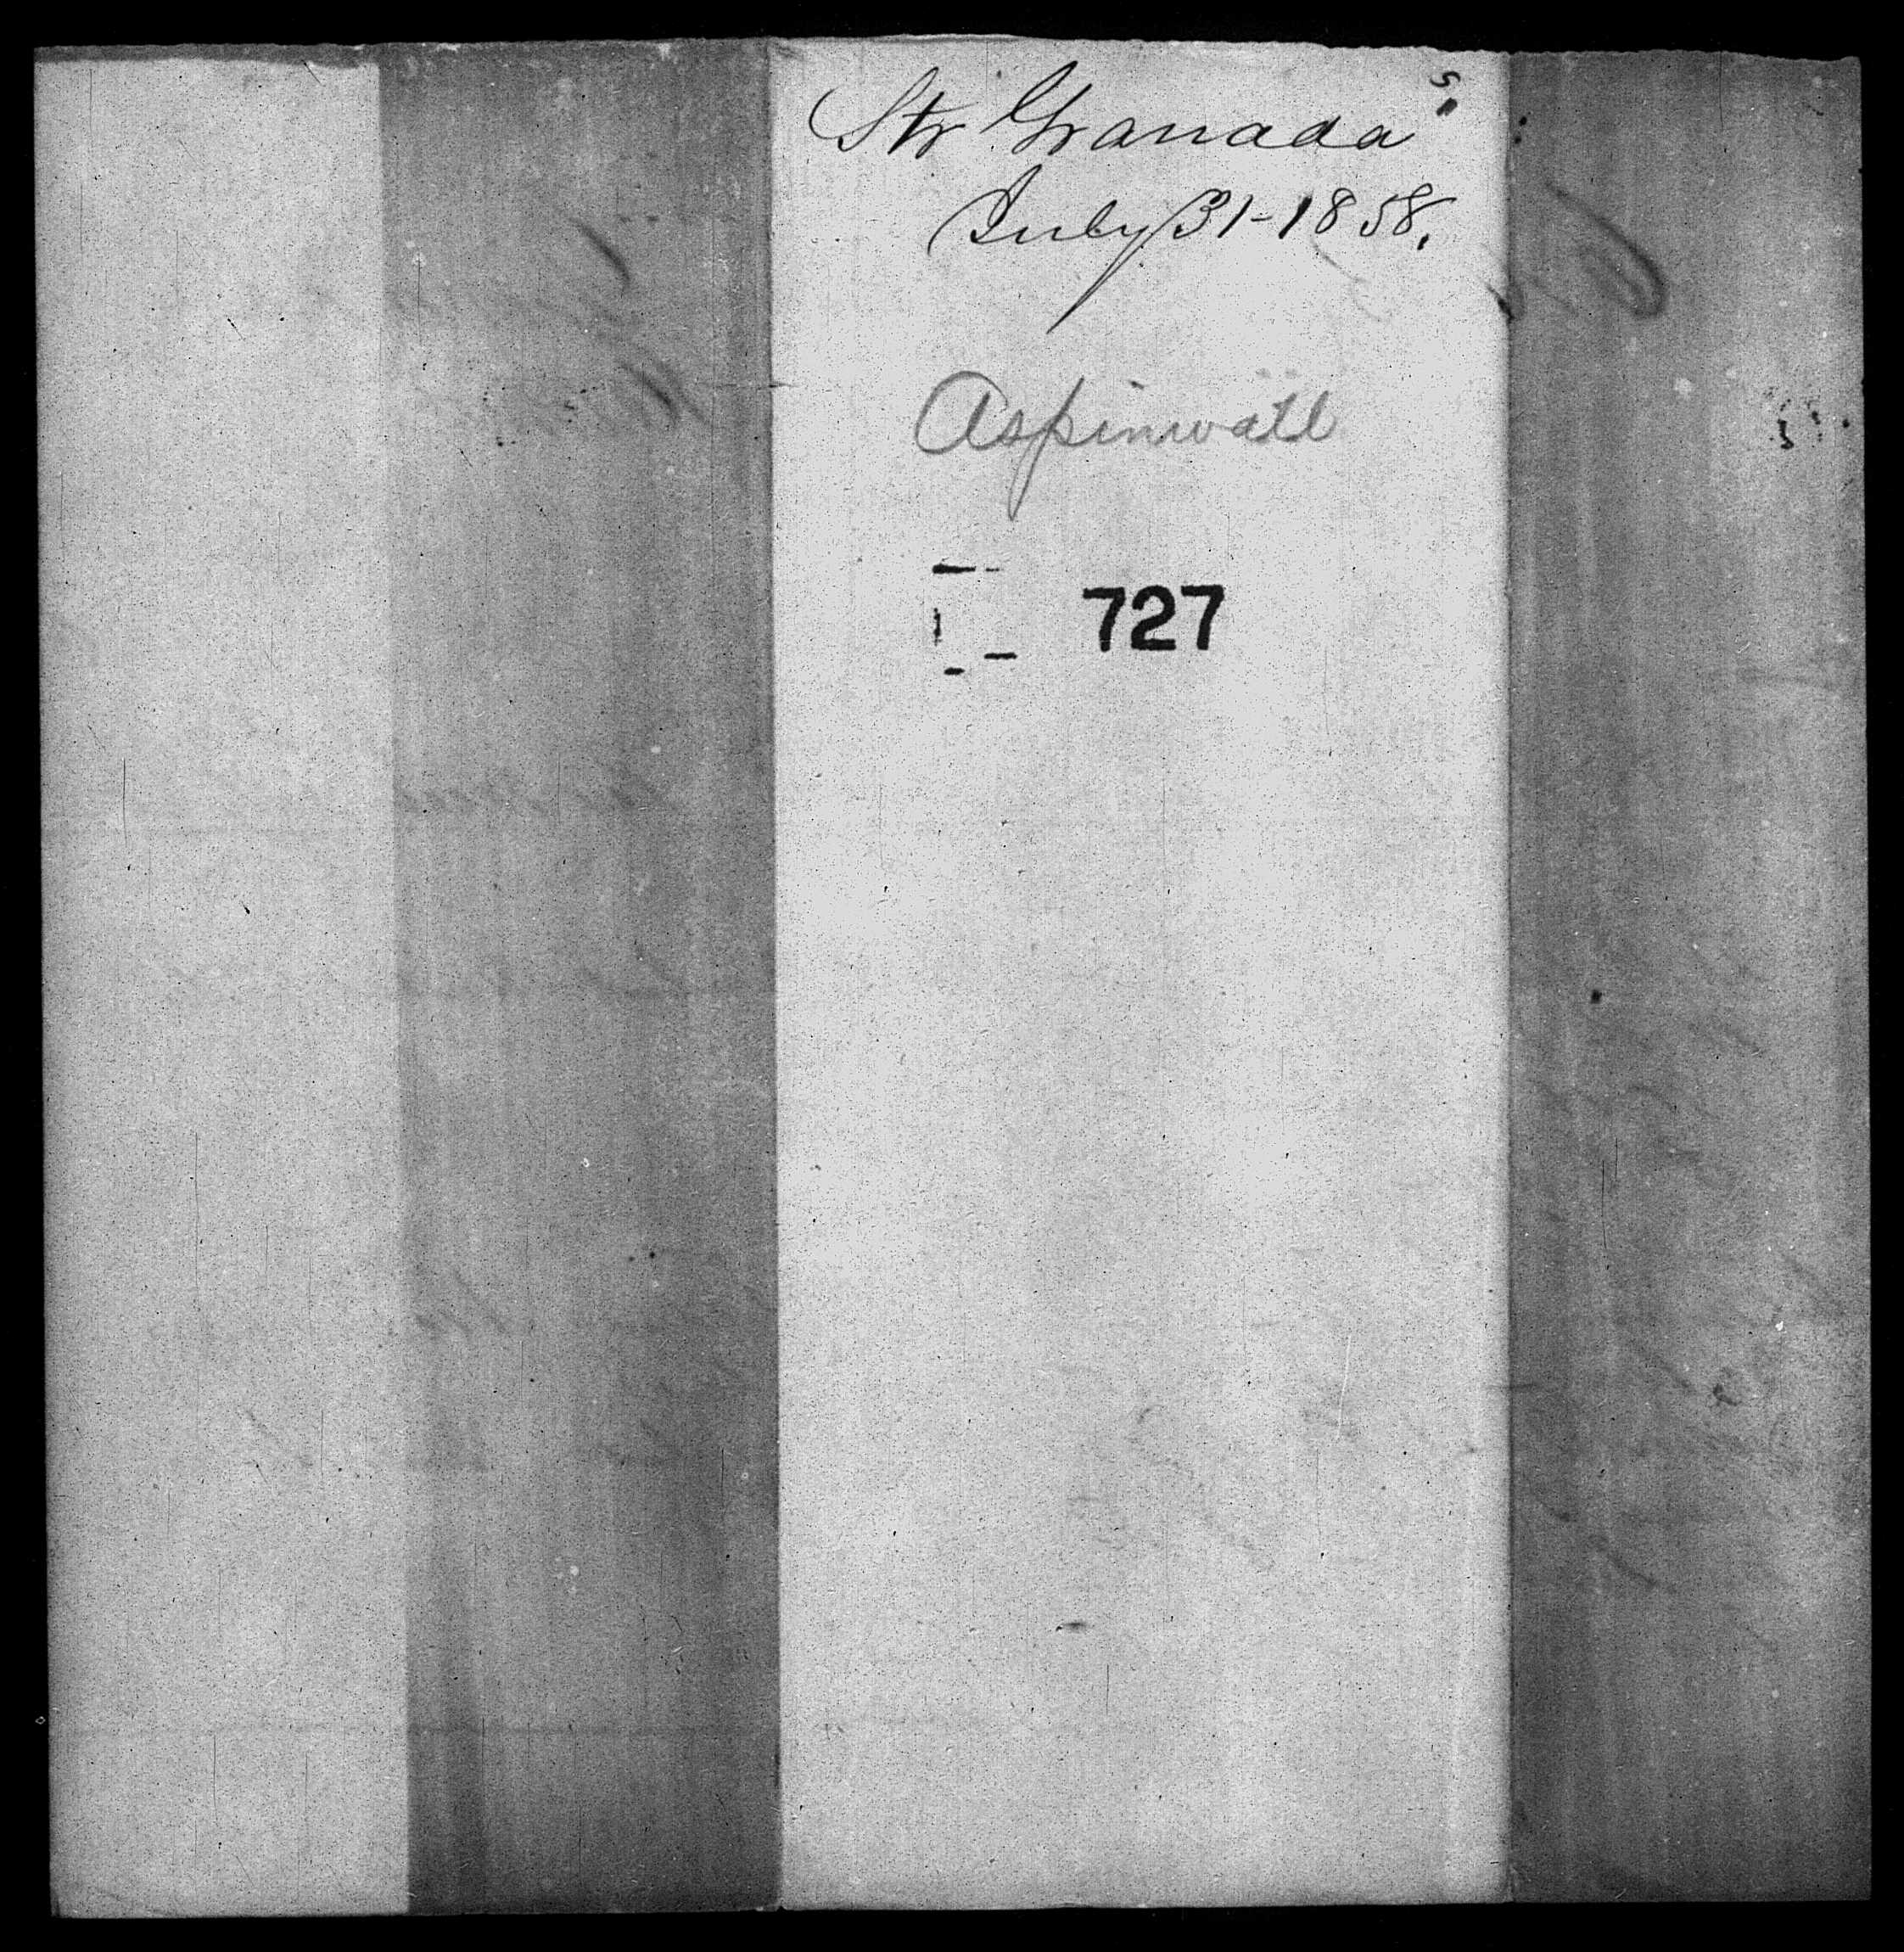 Str Granada
July 31-1858.
Aspinwall
727